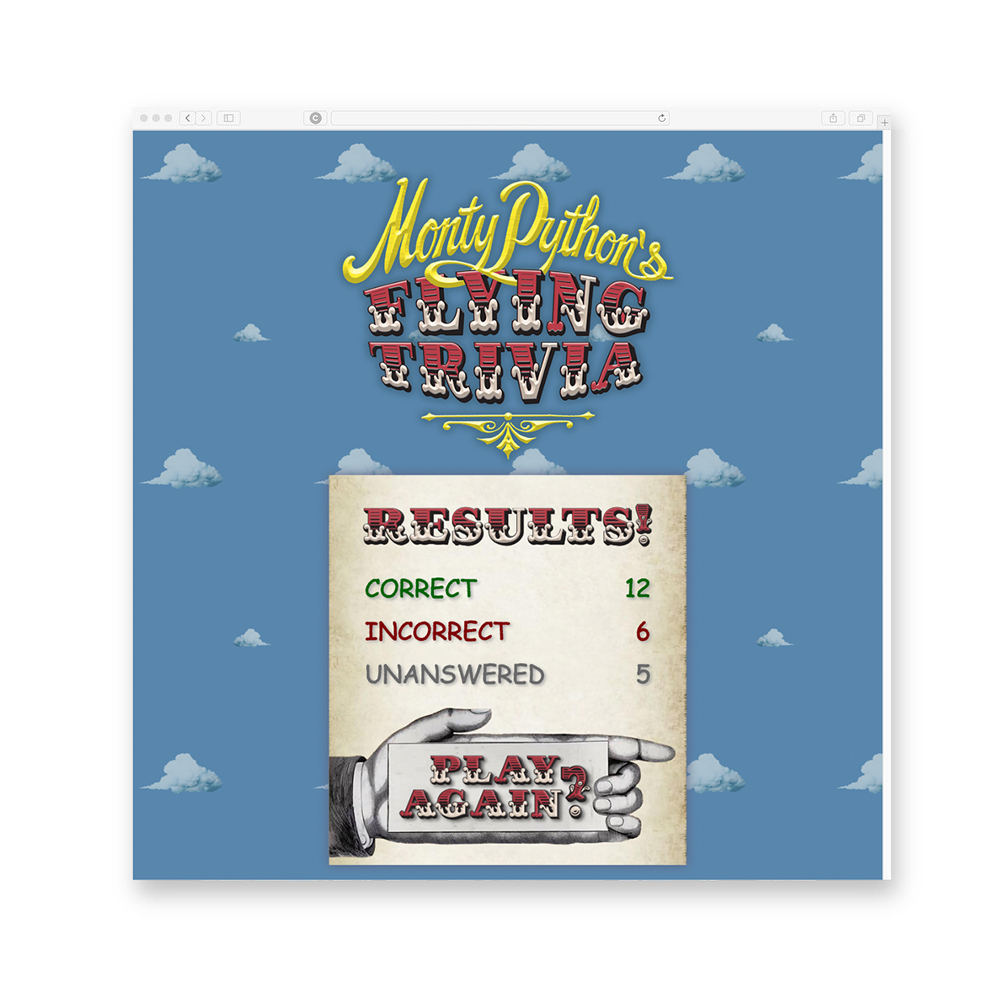 Monty Python's
FLYING
TRIVIA
RESULTS!
CORRECT 12
INCORRECT 6
UNANSWERED 5
PLAY
AGAIN?